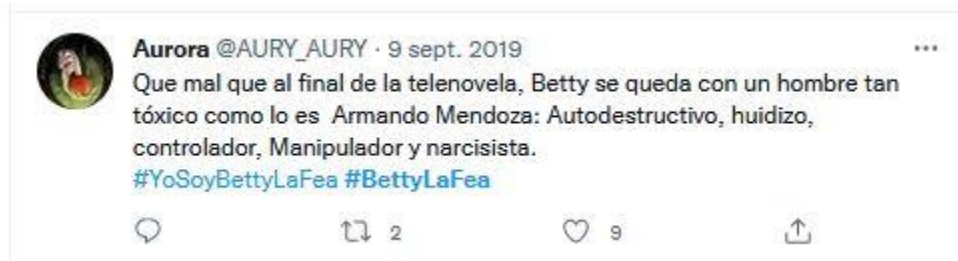 Aurora @AURY_AURY · 9 sept. 2019
Que mal que al final de la telenovela, Betty se queda con un hombre tan
tóxico como lo es  Armando Mendoza: Autodestructivo, huidizo,
controlador, Manipulador y narcisista.
#YoSoyBettyLaFea #BettyLaFea
2 9